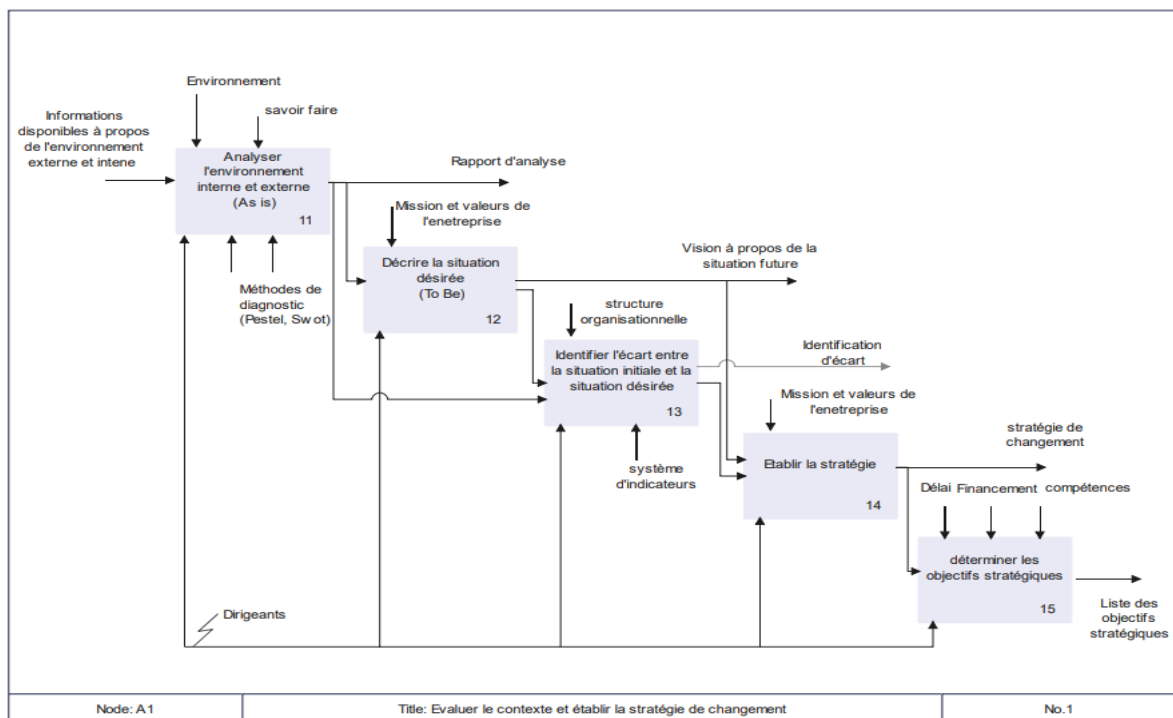 Environnement
savoir faire
Informations
disponibles à propos
de l'environnement
externe et intene
Analyser
l'environnement
interne et externe
(As is)
11
Rapport d'analyse
Mission et valeurs de
l'enetreprise
Méthodes de
diagnostic
(Pestel, Swot)
Décrire la situation
désirée
(To Be)
12
Vision à propos de la
situation future
structure
organisationnelle
Identifier l'écart entre
la situation initiale et la
situation désirée
13
Identification
d'écart
système
d'indicateurs
Mission et valeurs de
l'enetreprise
Etablir la stratégie
14
stratégie de
changement
Délai Financement compétences
déterminer les
objectifs stratégiques
15
Liste des
objectifs
stratégiques
Dirigeants
Node: A1
Title: Evaluer le contexte et établir la stratégie de changement
No.1